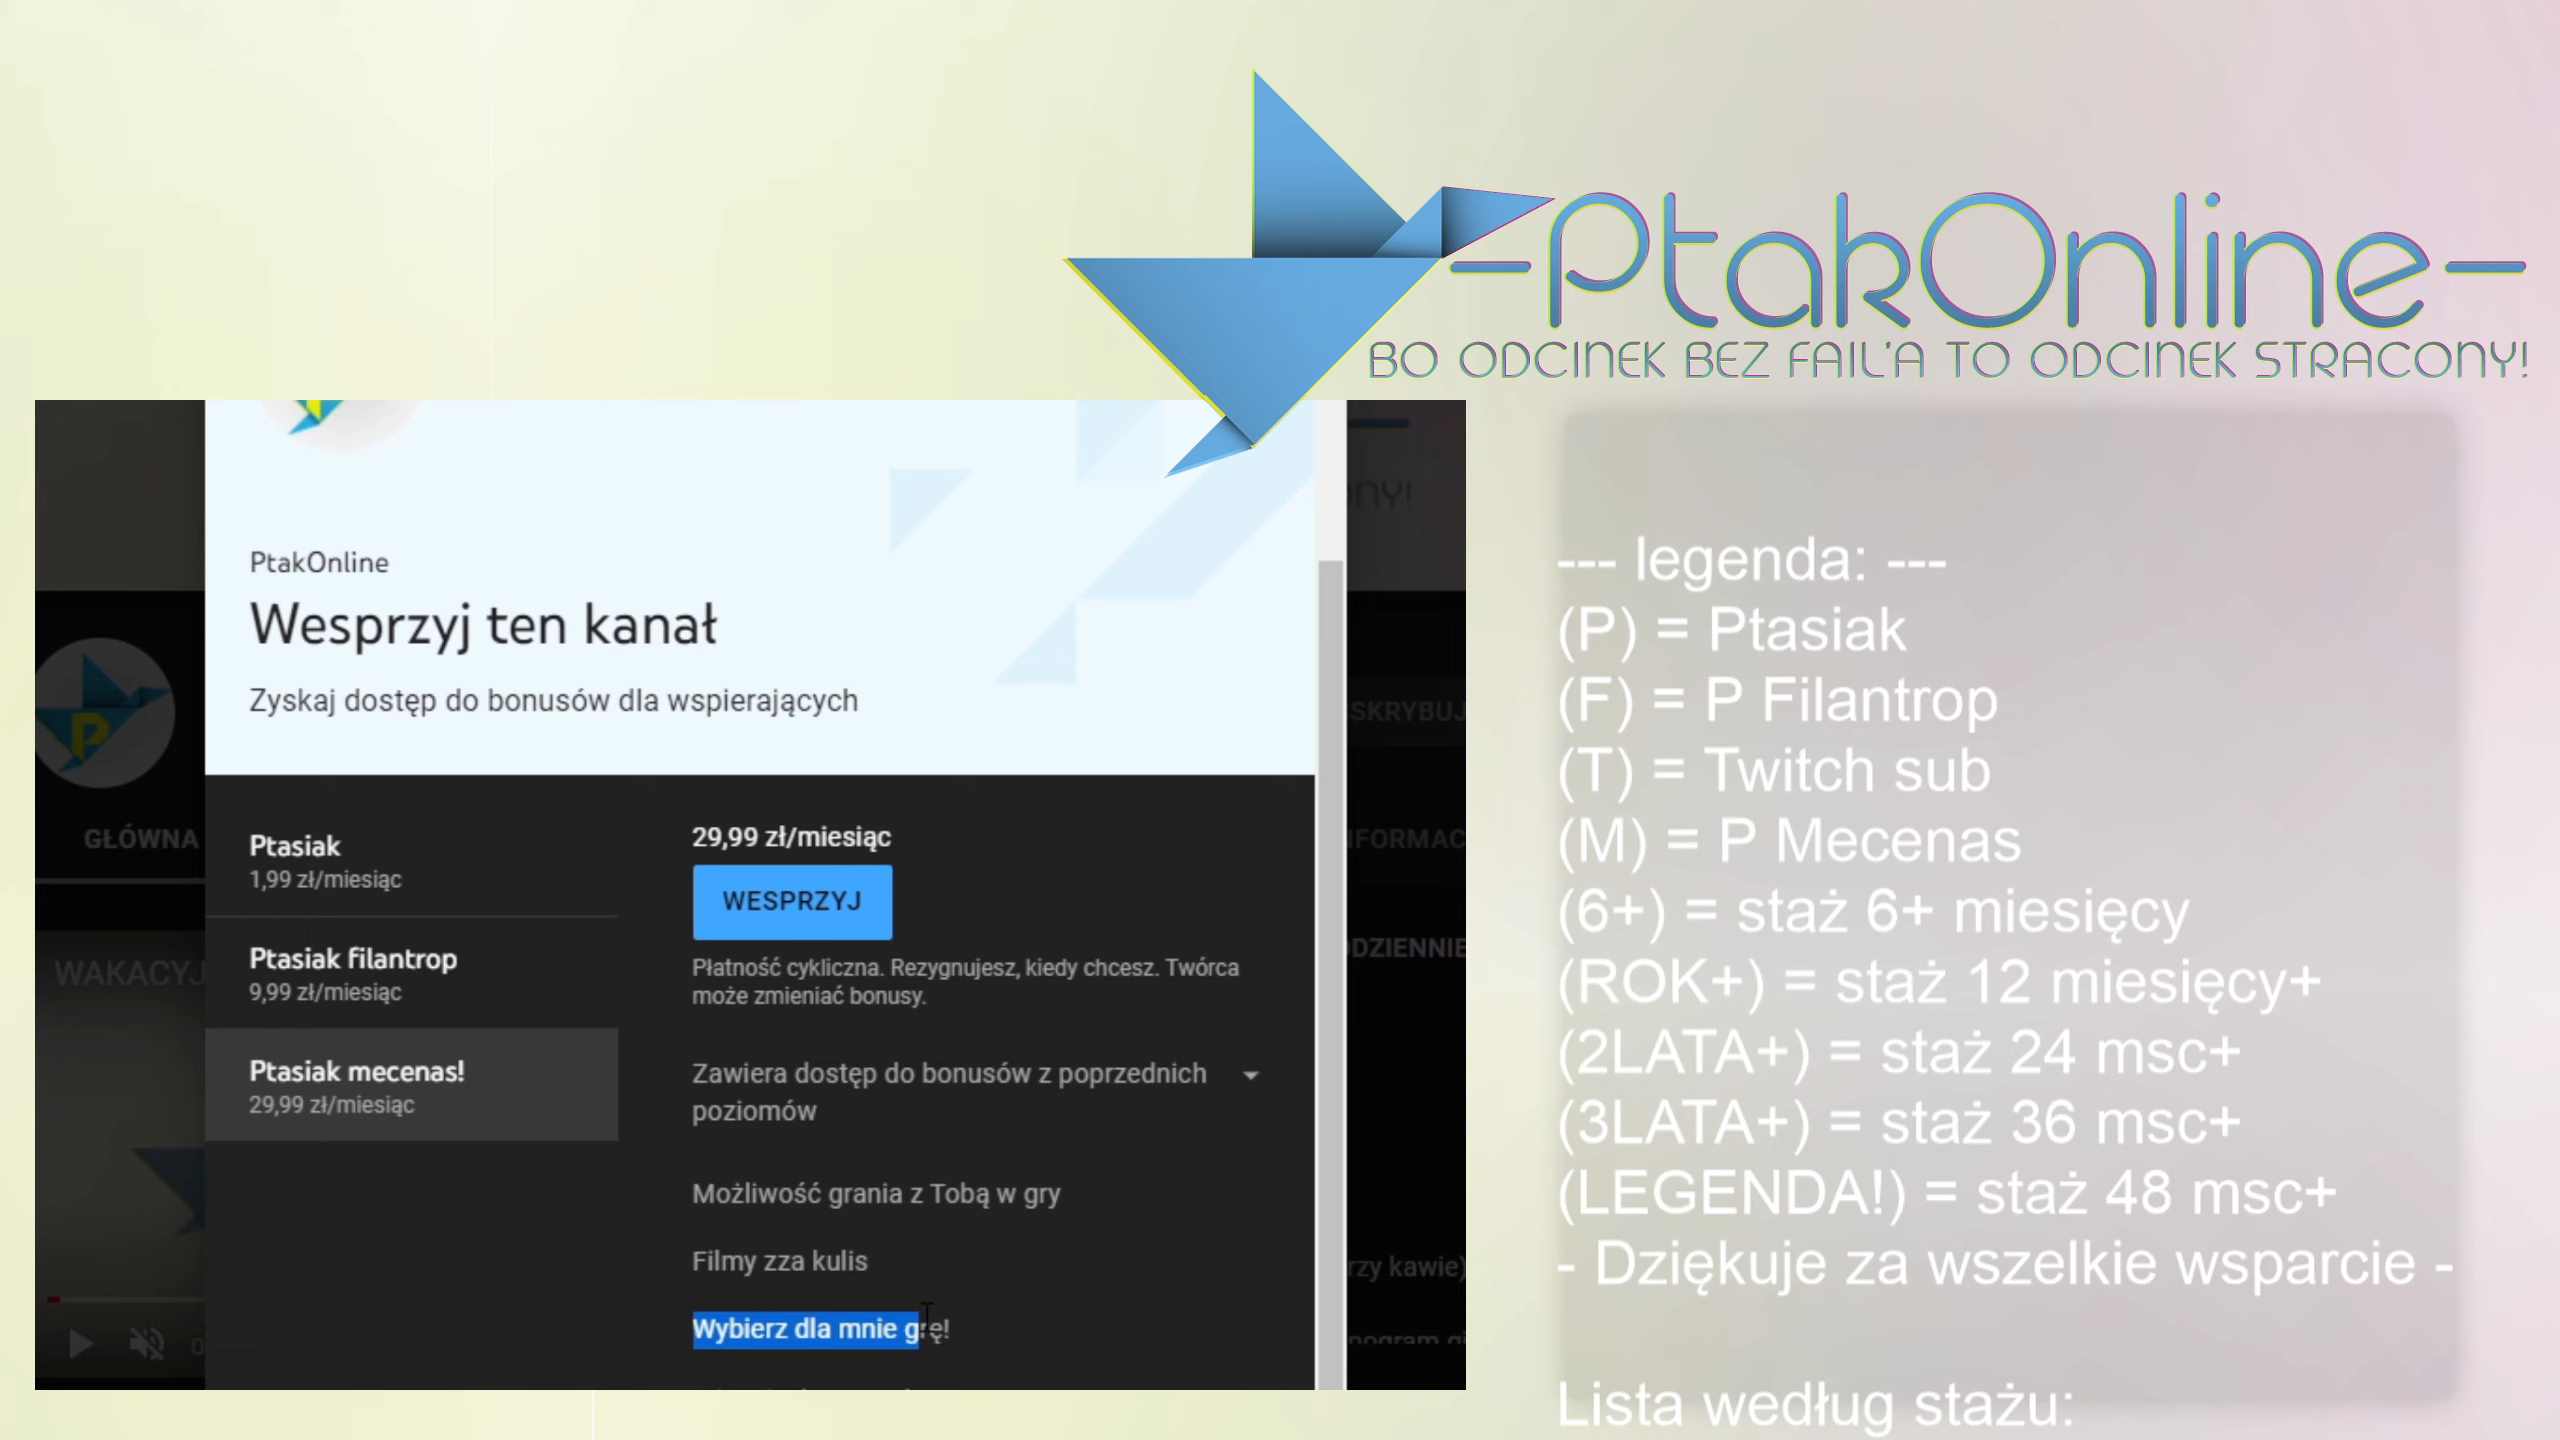 -PtakOnline-
BO ODCINEK BEZ FAIL'A TO ODCINEK STRACONY!
PtakOnline
Wesprzyj ten kanał
Zyskaj dostęp do bonusów dla wspierających
Ptasiak
1,99 zł/miesiąc
Ptasiak filantrop
9,99 zł/miesiąc
Ptasiak mecenas!
29,99 zł/miesiąc
29,99 zł/miesiąc
WESPRZYJ
Płatność cykliczna. Rezygnujesz, kiedy chcesz. Twórca
może zmieniać bonusy.
Zawiera dostęp do bonusów z poprzednich
poziomów
Możliwość grania z Tobą w gry
Filmy zza kulis
Wybierz dla mnie grę!
P
GŁÓWNA
WAKACYJ
NY!
SKRYBUJ
NFORMAC
ODZIENNIE
rzy kawie)
--- legenda: ---
(P) = Ptasiak
(F) = P Filantrop
(T) = Twitch sub
(M) = P Mecenas
(6+) = staż 6+ miesięcy
(ROK+) = staż 12 miesięcy+
(2LATA+) = staż 24 msc+
(3LATA+) = staż 36 msc+
(LEGENDA!) = staż 48 msc+
- Dziękuje za wszelkie wsparcie -
Lista według stażu: